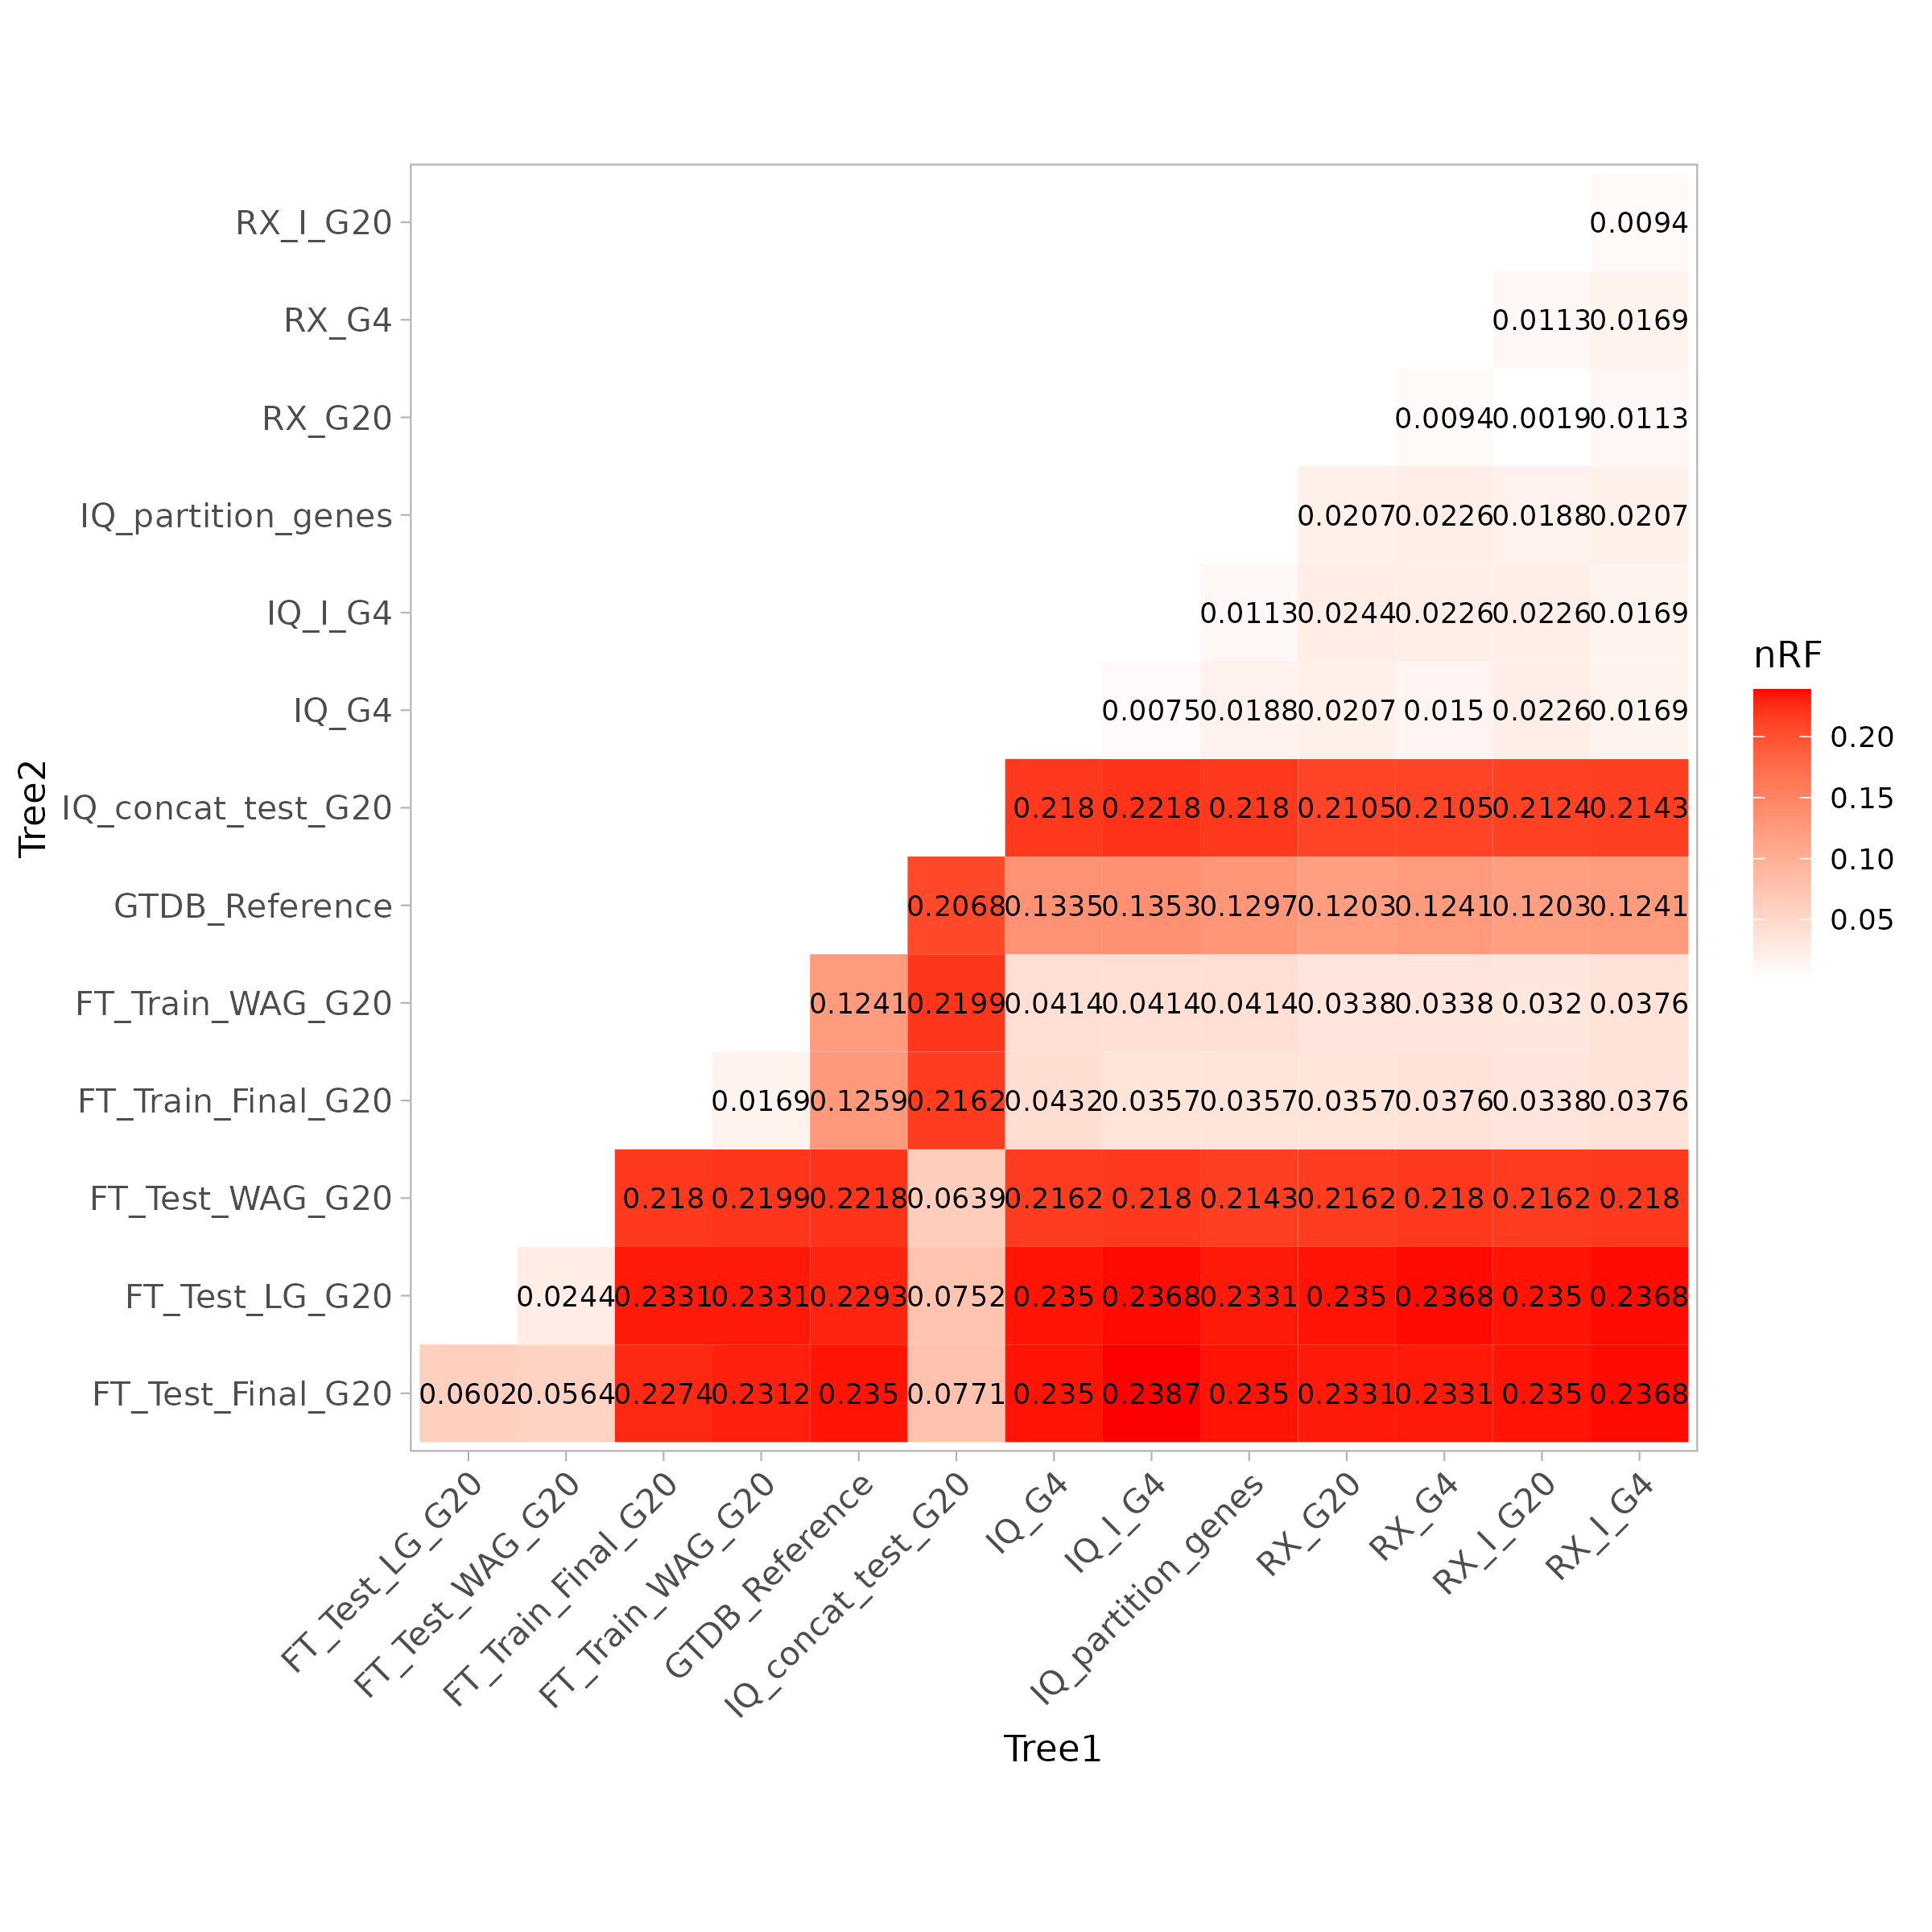 RX_I_G20 0.0094
RX_G4 0.0113 0.0169
RX_G20 0.0094 0.0019 0.0113
IQ_partition_genes 0.0207 0.0226 0.0188 0.0207
IQ_I_G4 0.0113 0.0244 0.0226 0.0226 0.0169
IQ_G4 0.0075 0.0188 0.0207 0.015 0.0226 0.0169
IQ_concat_test_G20 0.218 0.2218 0.218 0.2105 0.2105 0.2124 0.2143
GTDB_Reference 0.2068 0.1335 0.1353 0.1297 0.1203 0.1241 0.1203 0.1241
FT_Train_WAG_G20 0.1241 0.2199 0.0414 0.0414 0.0414 0.0338 0.0338 0.032 0.0376
FT_Train_Final_G20 0.0169 0.1259 0.2162 0.0432 0.0357 0.0357 0.0357 0.0376 0.0338 0.0376
FT_Test_WAG_G20 0.218 0.2199 0.2218 0.0639 0.2162 0.218 0.2143 0.2162 0.218 0.2162 0.218
FT_Test_LG_G20 0.0244 0.2331 0.2331 0.2293 0.0752 0.235 0.2368 0.2331 0.235 0.2368 0.235 0.2368
FT_Test_Final_G20 0.0602 0.0564 0.2274 0.2312 0.235 0.0771 0.235 0.2387 0.235 0.2331 0.2331 0.235 0.2368
Tree2
FT_Test_LG_G20
FT_Test_WAG_G20
FT_Train_Final_G20
FT_Train_WAG_G20
GTDB_Reference
IQ_concat_test_G20
IQ_G4
IQ_I_G4
IQ_partition_genes
RX_G20
RX_G4
RX_I_G20
RX_I_G4
Tree1
nRF
0.20
0.15
0.10
0.05